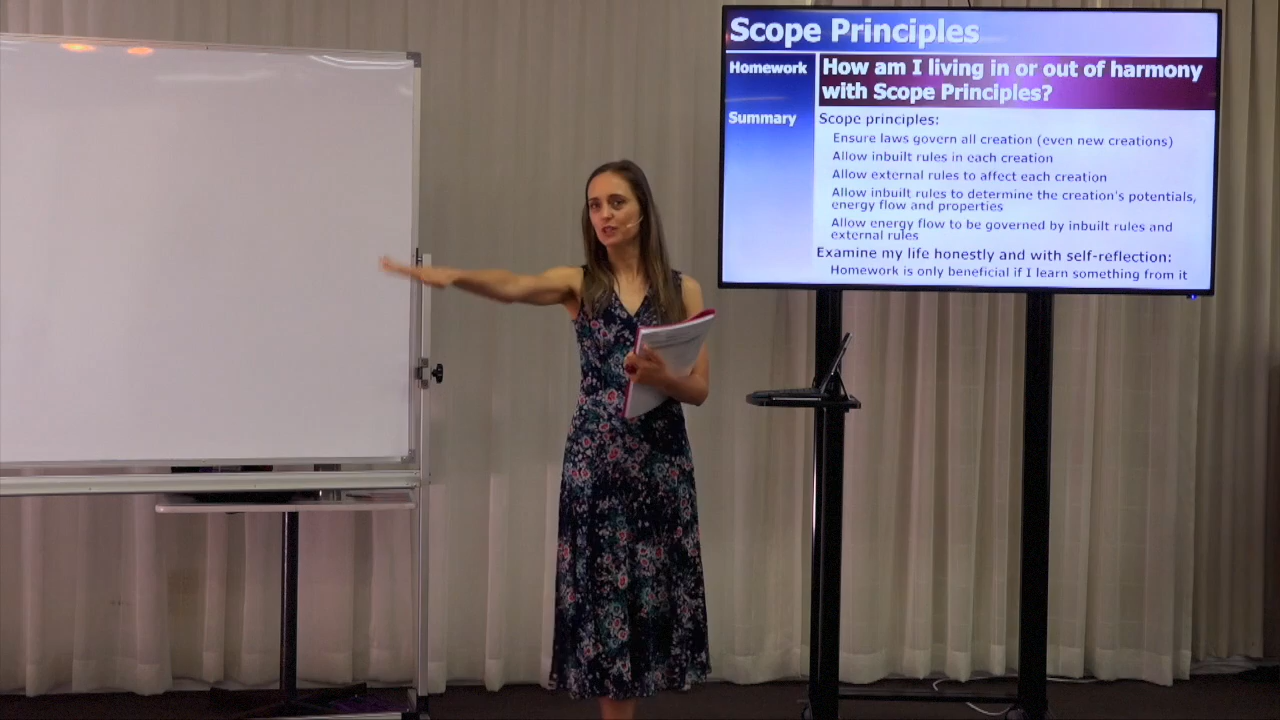 Scope Principles
Homework
How am I living in or out of harmony
with Scope Principles?
Summary
Scope principles:
Ensure laws govern all creation (even new creations)
Allow inbuilt rules in each creation
Allow external rules to affect each creation
Allow inbuilt rules to determine the creation's potentials,
energy flow and properties
Allow energy flow to be governed by inbuilt rules and
external rules
Examine my life honestly and with self-reflection:
Homework is only beneficial if I learn something from it